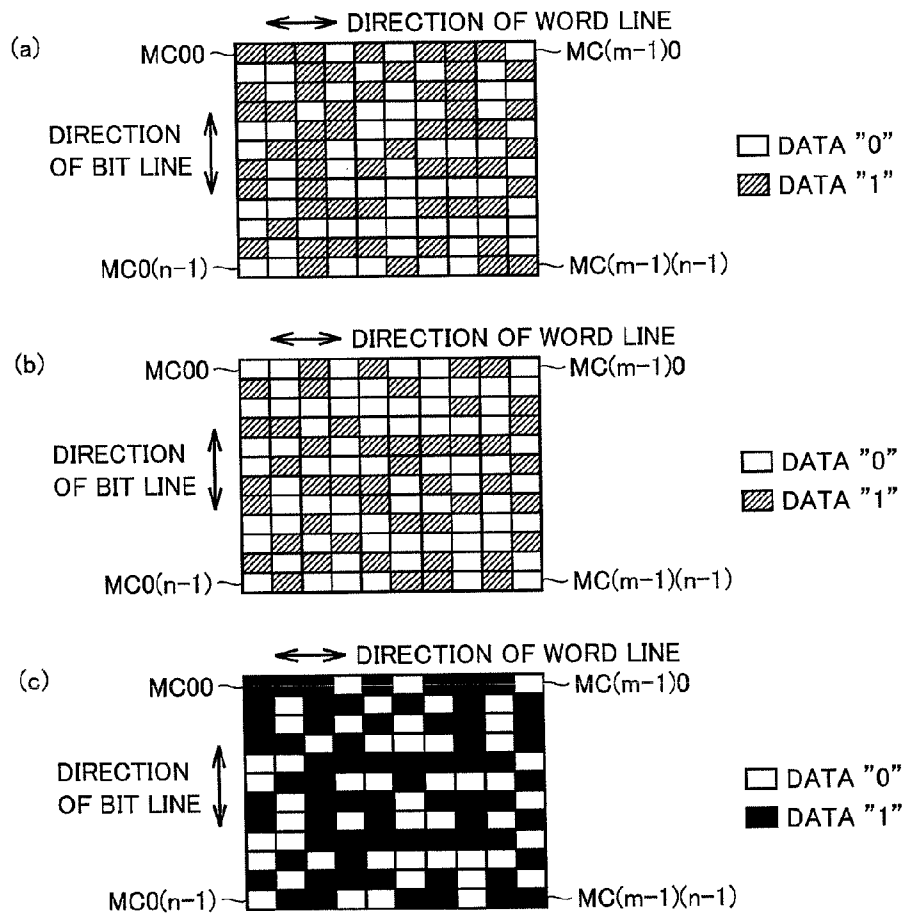 (a)
DIRECTION OF WORD LINE
MC00
MC(m-1)0
DIRECTION
OF BIT LINE
DATA "0"
DATA "1"
MC0(n-1)
MC(m-1)(n-1)
(b)
DIRECTION OF WORD LINE
MC00
MC(m-1)0
DIRECTION
OF BIT LINE
DATA "0"
DATA "1"
MC0(n-1)
MC(m-1)(n-1)
(c)
DIRECTION OF WORD LINE
MC00
MC(m-1)0
DIRECTION
OF BIT LINE
DATA "0"
DATA "1"
MC0(n-1)
MC(m-1)(n-1)